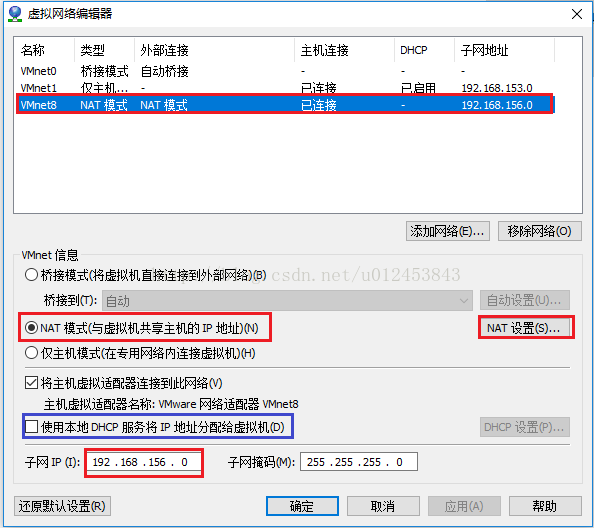 虚拟网络编辑器
名称 类型 外部连接 主机连接 DHCP 子网地址
VMnet0 桥接模式 自动桥接 - - -
VMnet1 仅主机... - 已连接 已启用 192.168.153.0
VMnet8 NAT 模式 NAT 模式 已连接 - 192.168.156.0
添加网络(E)... 移除网络(O)
VMnet 信息
桥接模式(将虚拟机直接连接到外部网络)(B)
csdn.net/u012453843
桥接到(T): 自动 自动设置(U)...
NAT 模式(与虚拟机共享主机的 IP 地址)(N) NAT 设置(S)...
仅主机模式(在专用网络内连接虚拟机)(H)
将主机虚拟适配器连接到此网络(V)
主机虚拟适配器名称: VMware 网络适配器 VMnet8
使用本地 DHCP 服务将 IP 地址分配给虚拟机(D) DHCP 设置(P)...
子网 IP (I): 192 .168 .156 . 0 子网掩码(M): 255 .255 .255 . 0
还原默认设置(R) 确定 取消 应用(A) 帮助